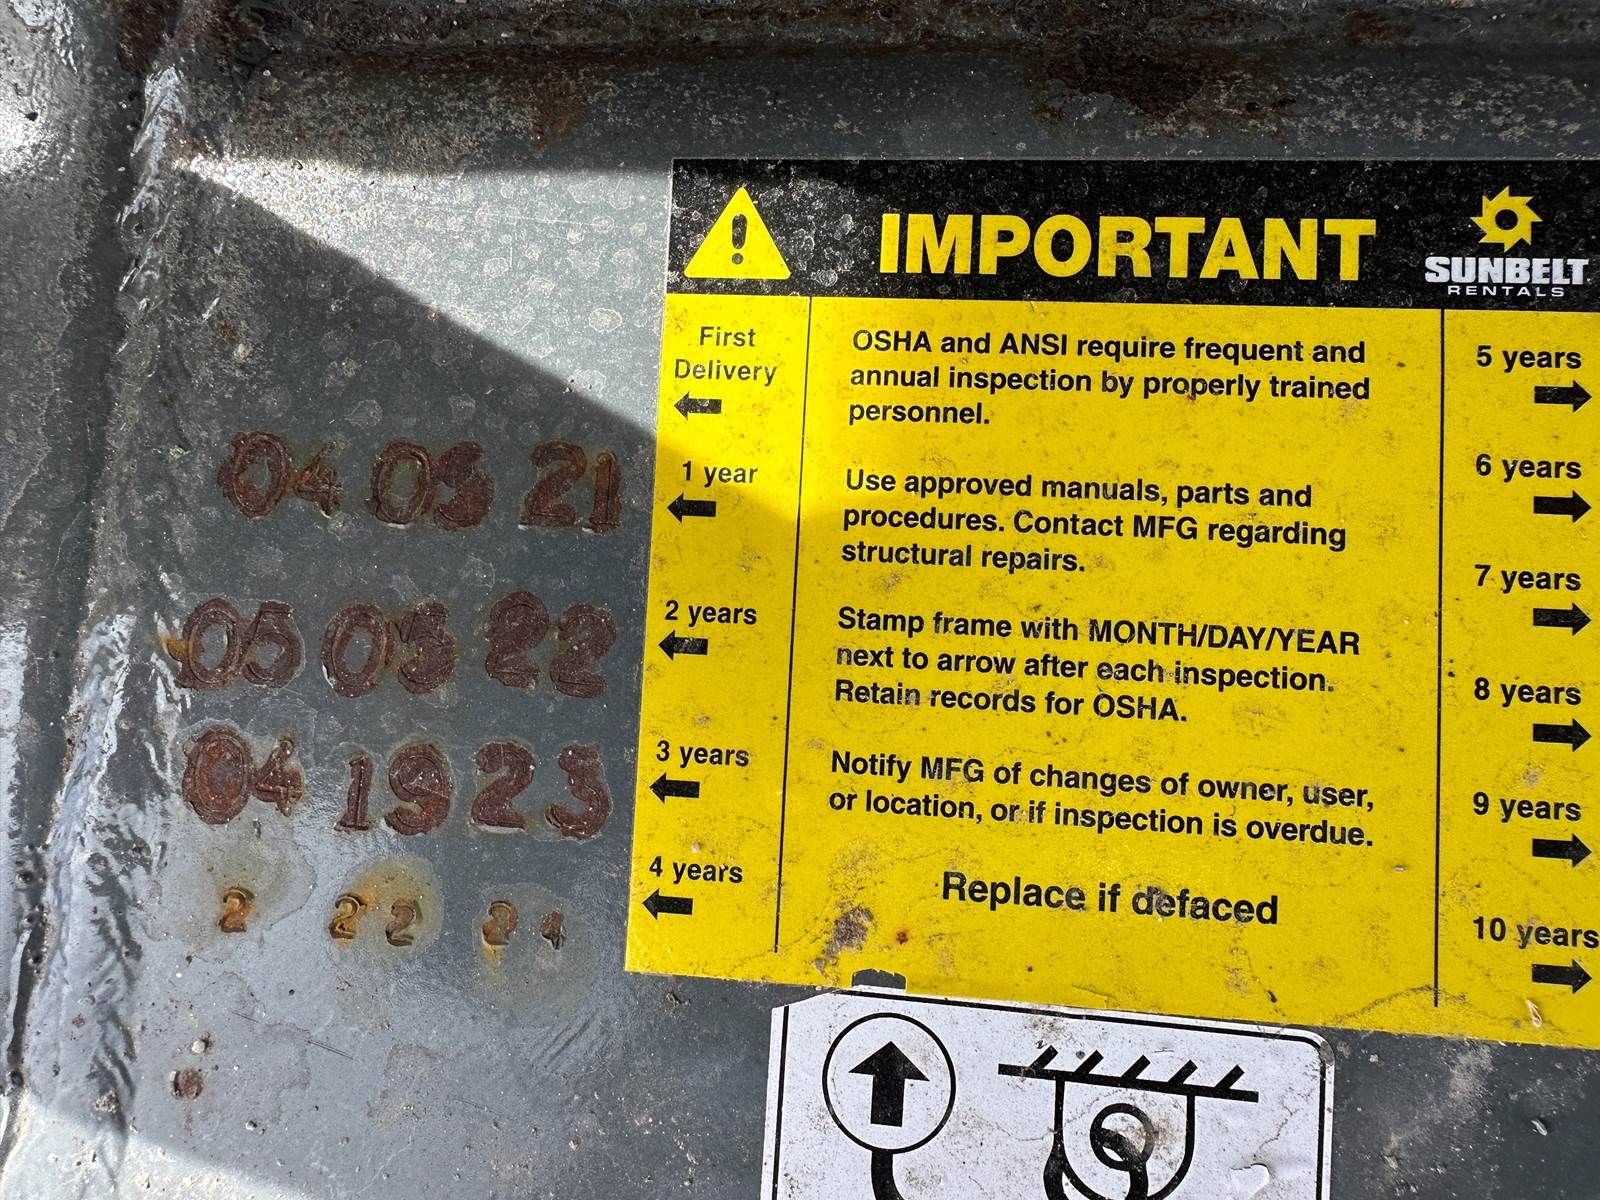 IMPORTANT
SUNBELT
RENTALS
First
Delivery
OSHA and ANSI require frequent and
annual inspection by properly trained
personnel.
5 years
04 05 21
1 year
Use approved manuals, parts and
procedures. Contact MFG regarding
structural repairs.
6 years
05 05 22
2 years
Stamp frame with MONTH/DAY/YEAR
next to arrow after each inspection.
Retain records for OSHA.
7 years
04 19 23
3 years
Notify MFG of changes of owner, user,
or location, or if inspection is overdue.
8 years
9 years
2 22 24
4 years
Replace if defaced
10 years